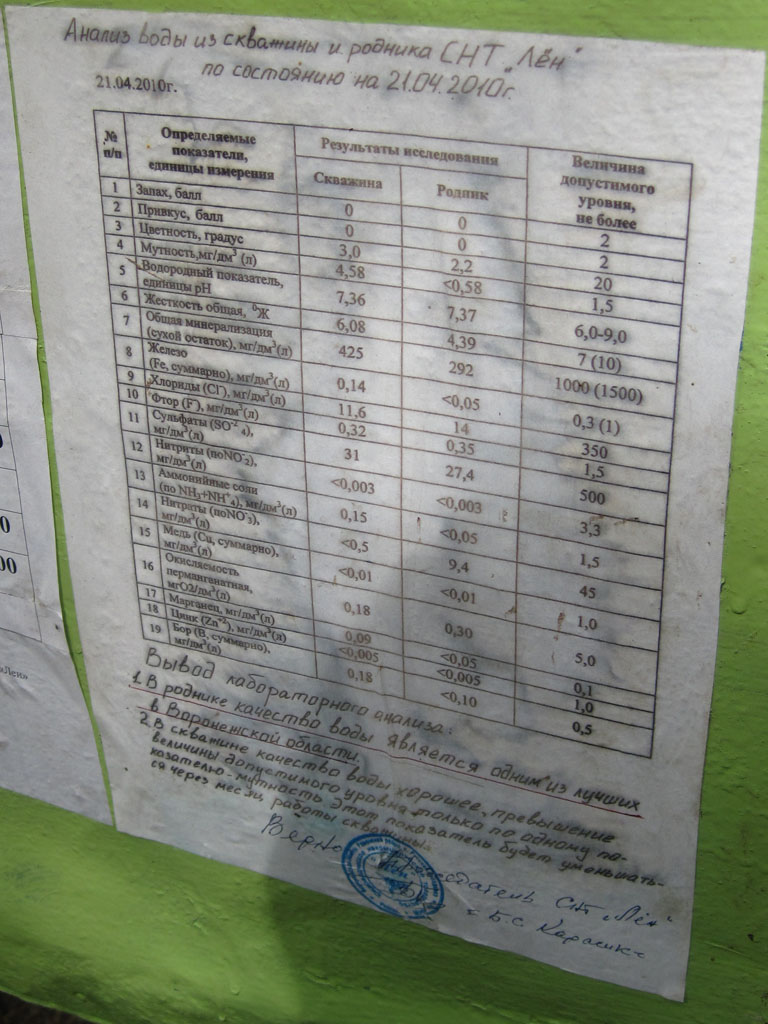 Анализ воды из скважины и родника СНТ „Лён"
по состоянию на 21.04.2010г.
21.04.2010г.
№ п/п Определяемые показатели, единицы измерения Результаты исследования Величина допустимого уровня, не более
Скважина Родник
1 Запах, балл 0 0 2
2 Привкус, балл 0 0 2
3 Цветность, градус 3,0 2,2 20
4 Мутность,мг/дм³ (л) 4,58 <0,58 1,5
5 Водородный показатель, единицы pH 7,36 7,37 6,0-9,0
6 Жесткость общая, ⁰Ж 6,08 4,39 7 (10)
7 Общая минерализация (сухой остаток), мг/дм³(л) 425 292 1000 (1500)
8 Железо (Fe, суммарно), мг/дм³(л) 0,14 <0,05 0,3 (1)
9 Хлориды (Cl⁻), мг/дм³(л) 11,6 14 350
10 Фтор (F⁻), мг/дм³(л) 0,32 0,35 1,5
11 Сульфаты (SO⁻²₄), мг/дм³(л) 31 27,4 500
12 Нитриты (поNO⁻₂), мг/дм³(л) <0,003 <0,003 3,3
13 Аммонийные соли (по NH₃+NH⁺₄), мг/дм³(л) 0,15 <0,05 1,5
14 Нитраты (поNO⁻₃), мг/дм³(л) <0,5 9,4 45
15 Медь (Cu, суммарно), мг/дм³(л) <0,01 <0,01 1,0
16 Окисляемость перманганатная, мгО2/дм³(л) 0,18 0,30 5,0
17 Марганец, мг/дм³(л) 0,09 <0,05 0,1
18 Цинк (Zn⁺²), мг/дм³(л) <0,005 <0,005 1,0
19 Бор (В, суммарно), мг/дм³(л) 0,18 <0,10 0,5
Вывод лабораторного анализа:
1. В роднике качество воды является одним из лучших
в Воронежской области.
2. В скважине качество воды хорошее, превышение
величины допустимого уровня только по одному по-
казателю - мутность. Этот показатель будет уменьшать-
ся через месяц работы скважины.
Верно Председатель СНТ „Лён"
Б.С. Карасик
00
«Лен»